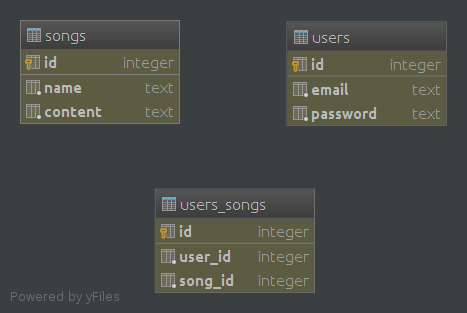 songs
id integer
name text
content text
users
id integer
email text
password text
users_songs
id integer
user_id integer
song_id integer
Powered by yFiles